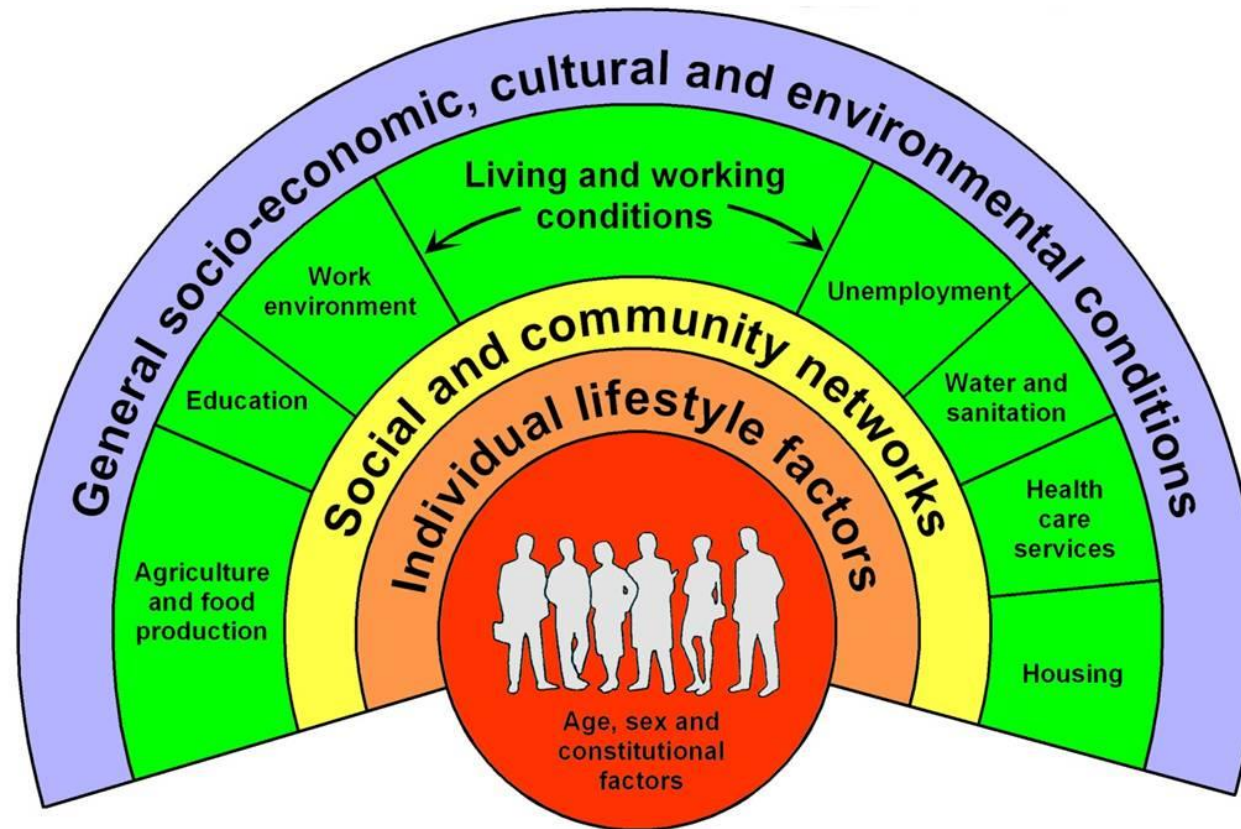 General socio-economic, cultural and environmental conditions
Living and working
conditions
Agriculture
and food
production
Education
Work
environment
Unemployment
Water and
sanitation
Health
care
services
Housing
Social and community networks
Individual lifestyle factors
Age, sex and
constitutional
factors